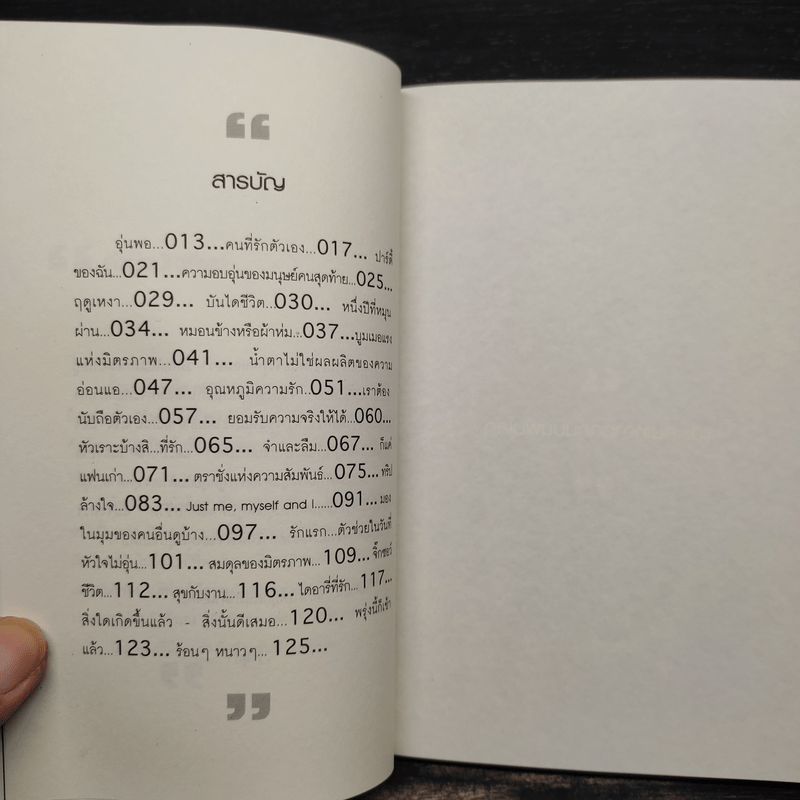 “
สารบัญ
อุ่นพอ...013...คนที่รักตัวเอง...017... ปาร์ตี้
ของฉัน...021...ความอบอุ่นของมนุษย์คนสุดท้าย...025...
ฤดูเหงา...029... บันไดชีวิต...030... หนึ่งปีที่หมุน
ผ่าน...034... หมอนข้างหรือผ้าห่ม...037...บูมเมอแรง
แห่งมิตรภาพ...041... น้ำตาไม่ใช่ผลผลิตของความ
อ่อนแอ...047... อุณหภูมิความรัก..051...เราต้อง
นับถือตัวเอง...057... ยอมรับความจริงให้ได้...060...
หัวเราะบ้างสิ...ที่รัก...065... จำและลืม...067... ก็แค่
แฟนเก่า...071... ตราชั่งแห่งความสัมพันธ์...075... ทริป
ล้างใจ...083... Just me, myself and I......091... มอง
ในมุมของคนอื่นดูบ้าง...097... รักแรก...ตัวช่วยในวันที่
หัวใจไม่อุ่น...101... สมดุลของมิตรภาพ...109... จิ๊กซอว์
ชีวิต...112... สุขกับงาน...116... ไดอารี่ที่รัก...117...
สิ่งใดเกิดขึ้นแล้ว - สิ่งนั้นดีเสมอ...120... พรุ่งนี้ก็เช้า
แล้ว...123... ร้อนๆ หนาวๆ... 125...
”